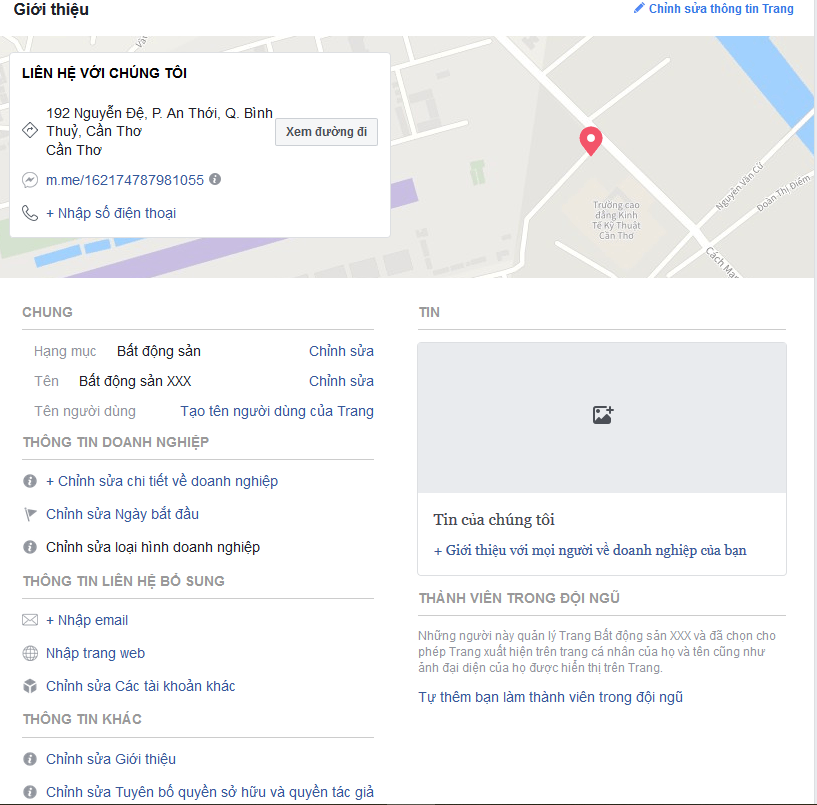 Giới thiệu
Chỉnh sửa thông tin Trang
LIÊN HỆ VỚI CHÚNG TÔI
192 Nguyễn Đệ, P. An Thới, Q. Bình
Thuỷ, Cần Thơ
Cần Thơ
Xem đường đi
m.me/162174787981055
+ Nhập số điện thoại
Trường cao
đẳng Kinh
Tế Kỹ Thuật
Cần Thơ
Nguyễn Văn Cừ
Đoàn Thị Điểm
Cách Mạn
CHUNG
Hạng mục Bất động sản Chỉnh sửa
Tên Bất động sản XXX Chỉnh sửa
Tên người dùng Tạo tên người dùng của Trang
THÔNG TIN DOANH NGHIỆP
+ Chỉnh sửa chi tiết về doanh nghiệp
Chỉnh sửa Ngày bắt đầu
Chỉnh sửa loại hình doanh nghiệp
THÔNG TIN LIÊN HỆ BỔ SUNG
+ Nhập email
Nhập trang web
Chỉnh sửa Các tài khoản khác
THÔNG TIN KHÁC
Chỉnh sửa Giới thiệu
Chỉnh sửa Tuyên bố quyền sở hữu và quyền tác giả
TIN
Tin của chúng tôi
+ Giới thiệu với mọi người về doanh nghiệp của bạn
THÀNH VIÊN TRONG ĐỘI NGŨ
Những người này quản lý Trang Bất động sản XXX và đã chọn cho
phép Trang xuất hiện trên trang cá nhân của họ và tên cũng như
ảnh đại diện của họ được hiển thị trên Trang.
Tự thêm bạn làm thành viên trong đội ngũ